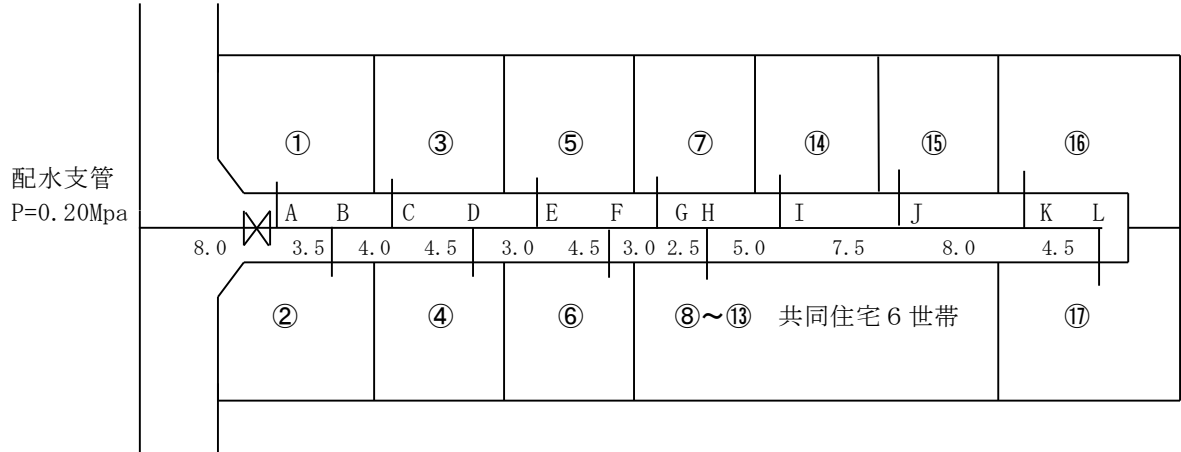 ① ③ ⑤ ⑦ ⑭ ⑮ ⑯
配水支管
P=0.20Mpa
A B C D E F G H I J K L
8.0 3.5 4.0 4.5 3.0 4.5 3.0 2.5 5.0 7.5 8.0 4.5
② ④ ⑥ ⑧～⑬ 共同住宅６世帯 ⑰